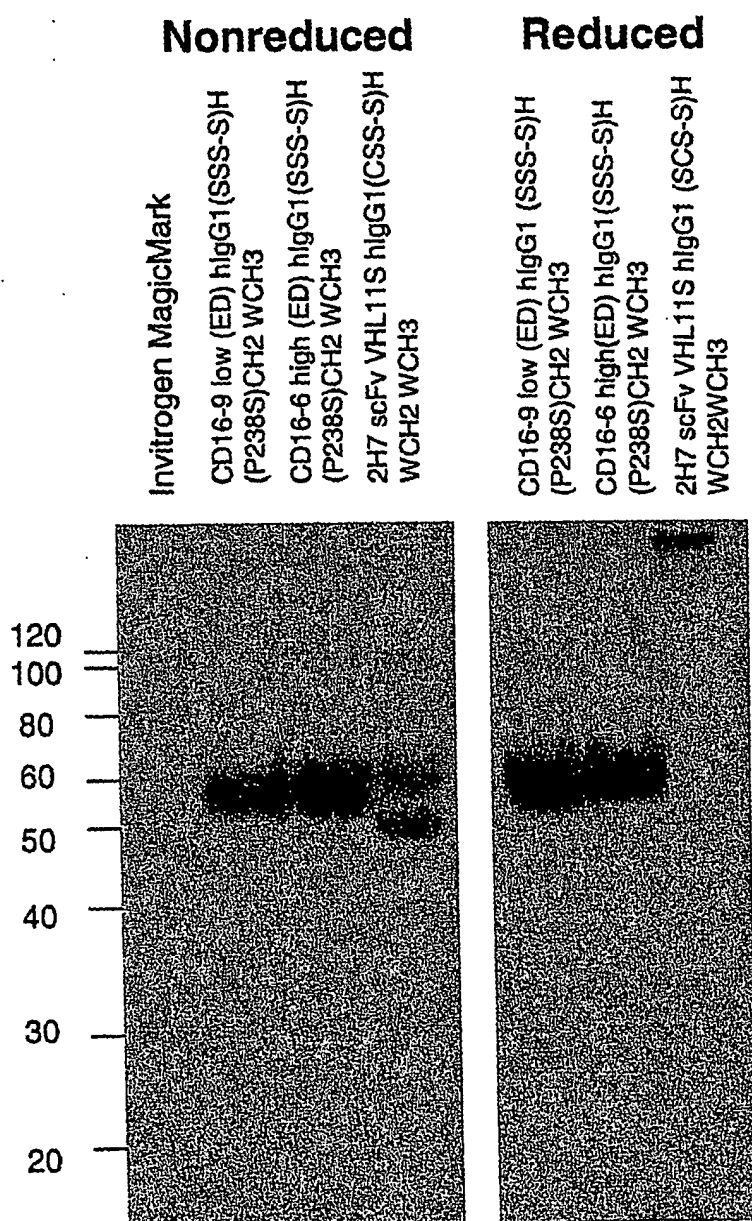 Nonreduced
Reduced
Invitrogen MagicMark
CD16-9 low (ED) hIgG1(SSS-S)H
(P238S)CH2 WCH3
CD16-6 high (ED) hIgG1(SSS-S)H
(P238S)CH2 WCH3
2H7 scFv VHL11S hIgG1(CSS-S)H
WCH2 WCH3
CD16-9 low (ED) hIgG1 (SSS-S)H
(P238S)CH2 WCH3
CD16-6 high(ED) hIgG1(SSS-S)H
(P238S)CH2 WCH3
2H7 scFv VHL11S hIgG1 (SCS-S)H
WCH2WCH3
120
100
80
60
50
40
30
20